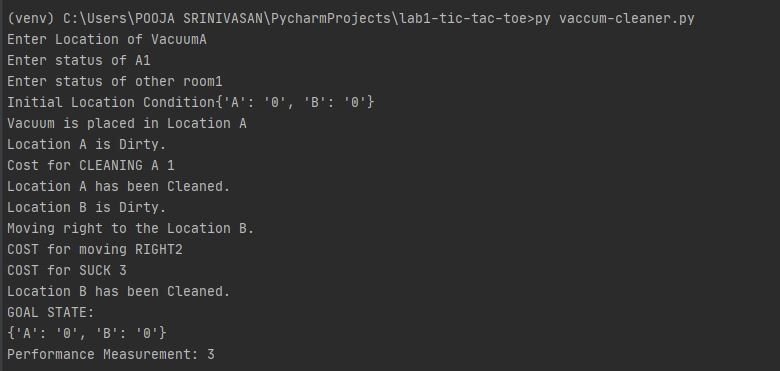 (venv) C:\Users\POOJA SRINIVASAN\PycharmProjects\lab1-tic-tac-toe>py vaccum-cleaner.py
Enter Location of VacuumA
Enter status of A1
Enter status of other room1
Initial Location Condition{'A': '0', 'B': '0'}
Vacuum is placed in Location A
Location A is Dirty.
Cost for CLEANING A 1
Location A has been Cleaned.
Location B is Dirty.
Moving right to the Location B.
COST for moving RIGHT2
COST for SUCK 3
Location B has been Cleaned.
GOAL STATE:
{'A': '0', 'B': '0'}
Performance Measurement: 3